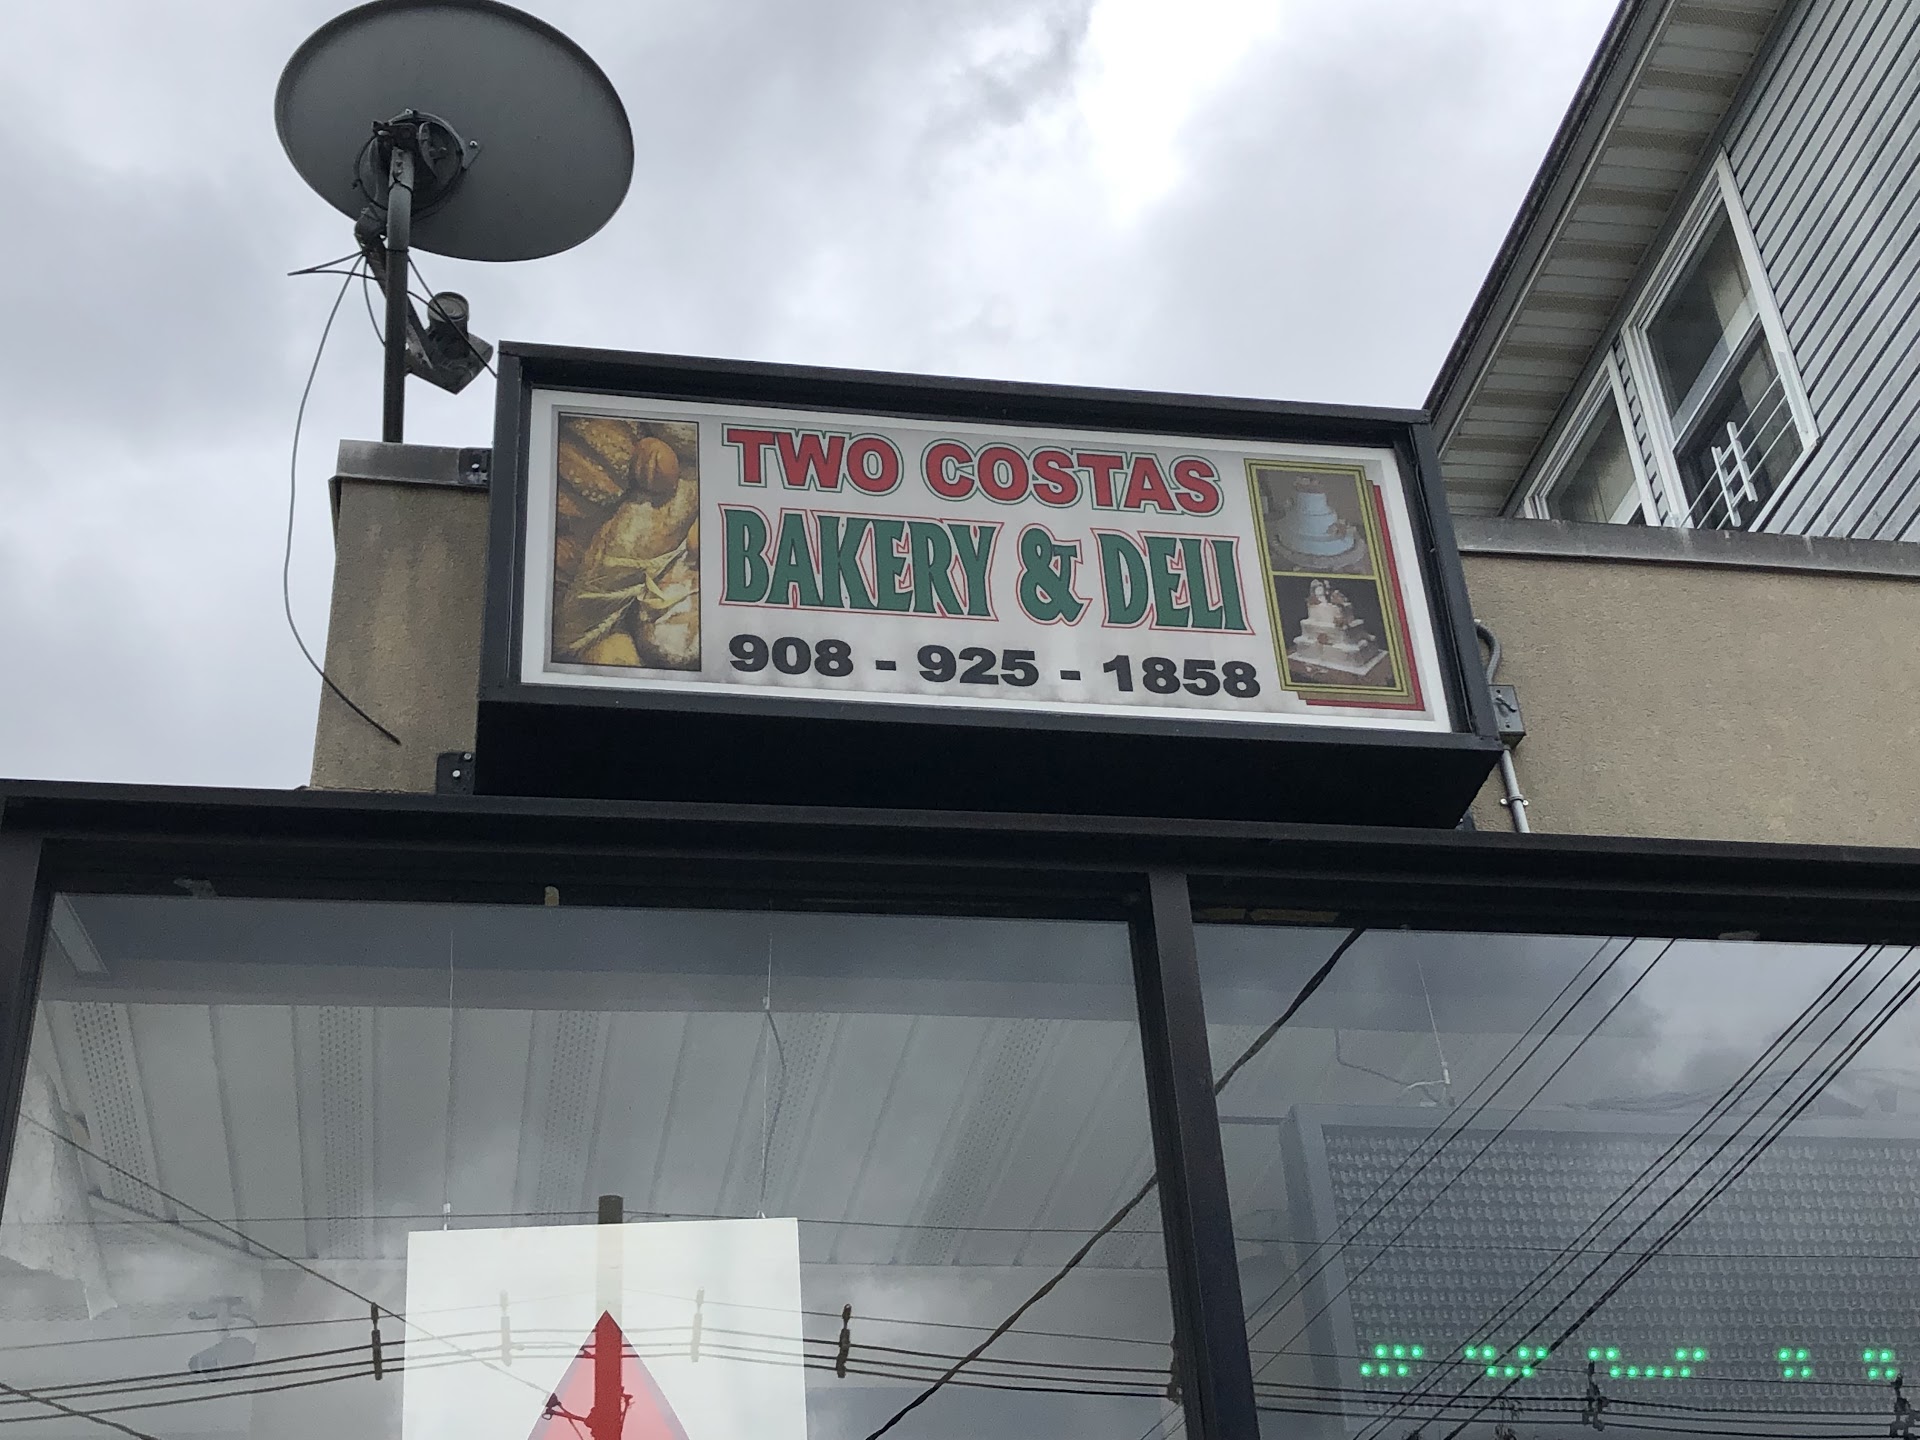 TWO COSTAS
BAKERY & DELI
908 - 925 - 1858